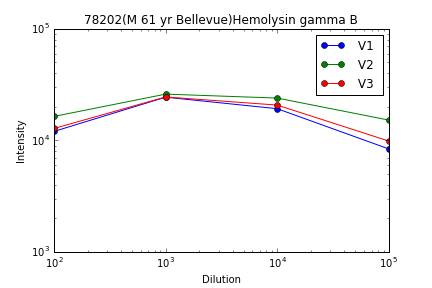 78202(M 61 yr Bellevue)Hemolysin gamma B
V1
V2
V3
Intensity
10^5
10^4
10^3
10^2 10^3 10^4 10^5
Dilution